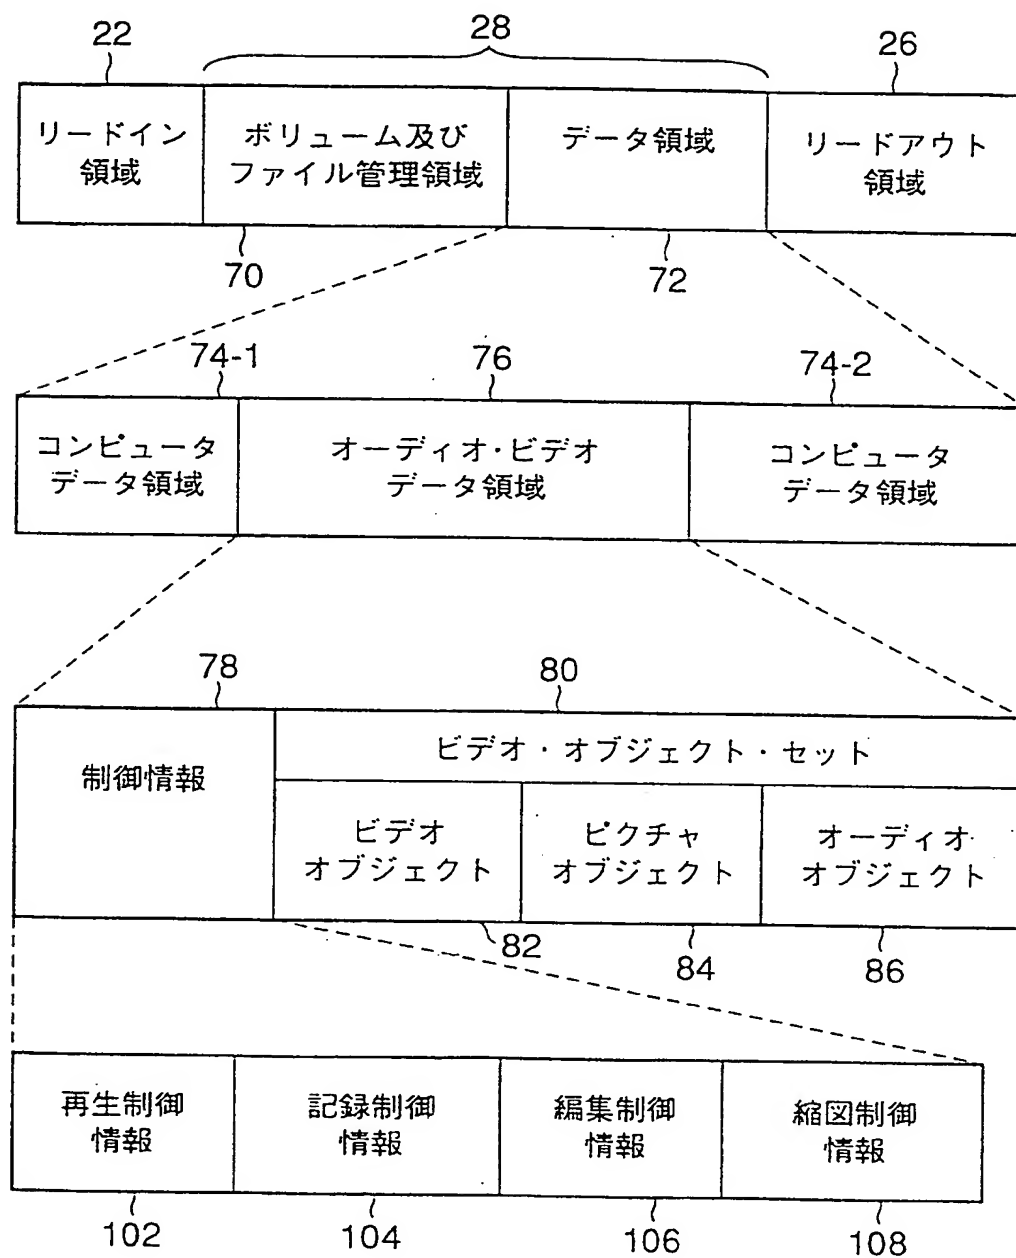 22
28
26
リードイン
領域
ボリューム及び
ファイル管理領域
データ領域
リードアウト
領域
70
72
74-1
76
74-2
コンピュータ
データ領域
オーディオ・ビデオ
データ領域
コンピュータ
データ領域
78
80
制御情報
ビデオ・オブジェクト・セット
ビデオ
オブジェクト
ピクチャ
オブジェクト
オーディオ
オブジェクト
82
84
86
再生制御
情報
記録制御
情報
編集制御
情報
縮図制御
情報
102
104
106
108